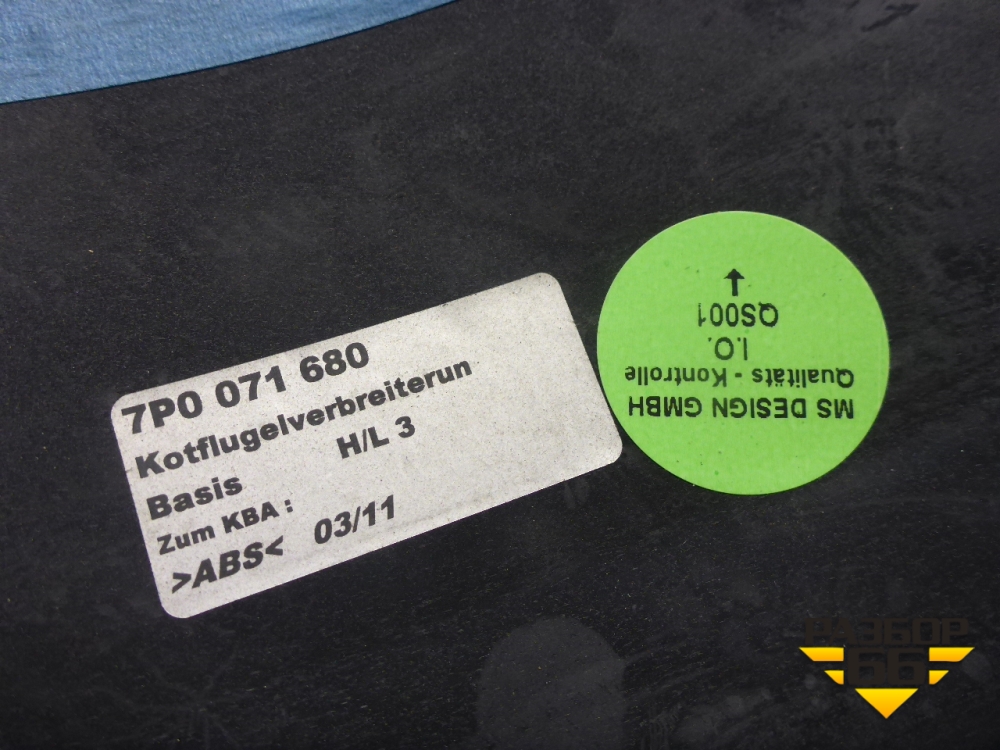 7P0 071 680
Kotflugelverbreiterun
H/L 3
Basis
Zum KBA :
>ABS< 03/11
MS DESIGN GMBH
Qualitäts - Kontrolle
I.O.
QS001
РАЗБОР
66